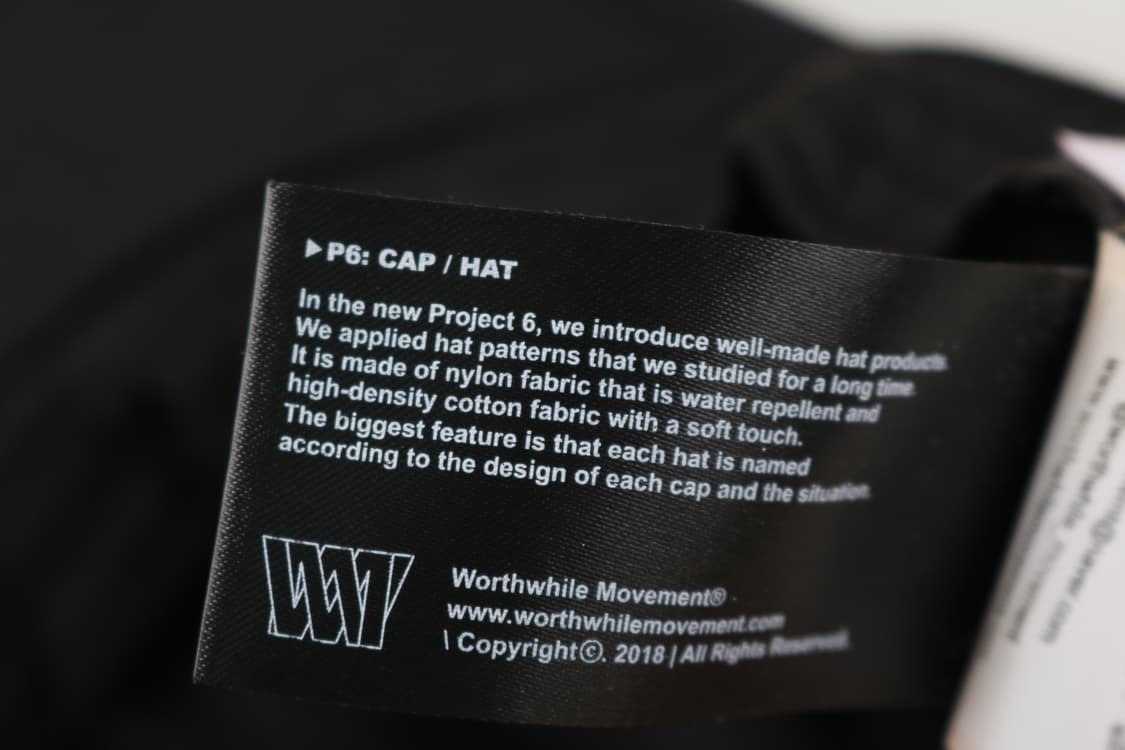 ▶P6: CAP / HAT
In the new Project 6, we introduce well-made hat products.
We applied hat patterns that we studied for a long time.
It is made of nylon fabric that is water repellent and
high-density cotton fabric with a soft touch.
The biggest feature is that each hat is named
according to the design of each cap and the situation.
Worthwhile Movement®
www.worthwhilemovement.com
\ Copyright©. 2018 | All Rights Reserved.